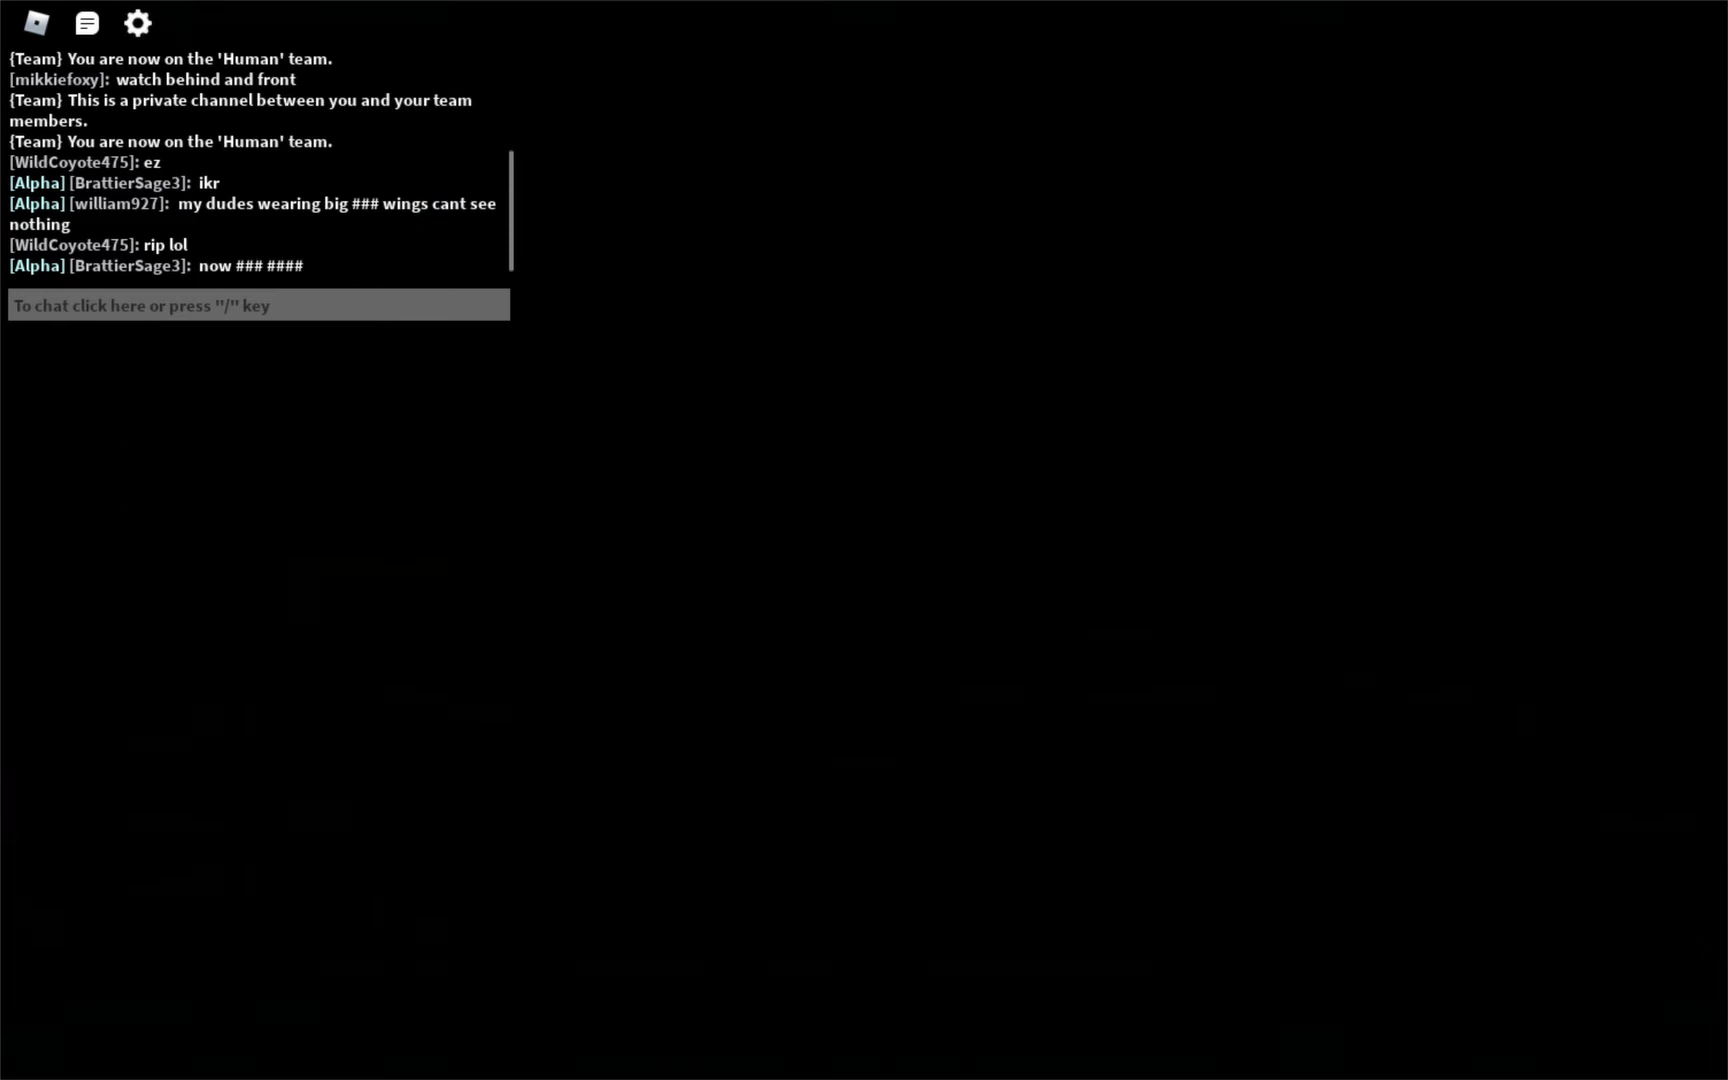 {Team} You are now on the 'Human' team.
[mikkiefoxy]: watch behind and front
{Team} This is a private channel between you and your team
members.
{Team} You are now on the 'Human' team.
[WildCoyote475]: ez
[Alpha] [BrattierSage3]: ikr
[Alpha] [william927]: my dudes wearing big ### wings cant see
nothing
[WildCoyote475]: rip lol
[Alpha] [BrattierSage3]: now ### ####
To chat click here or press "/" key